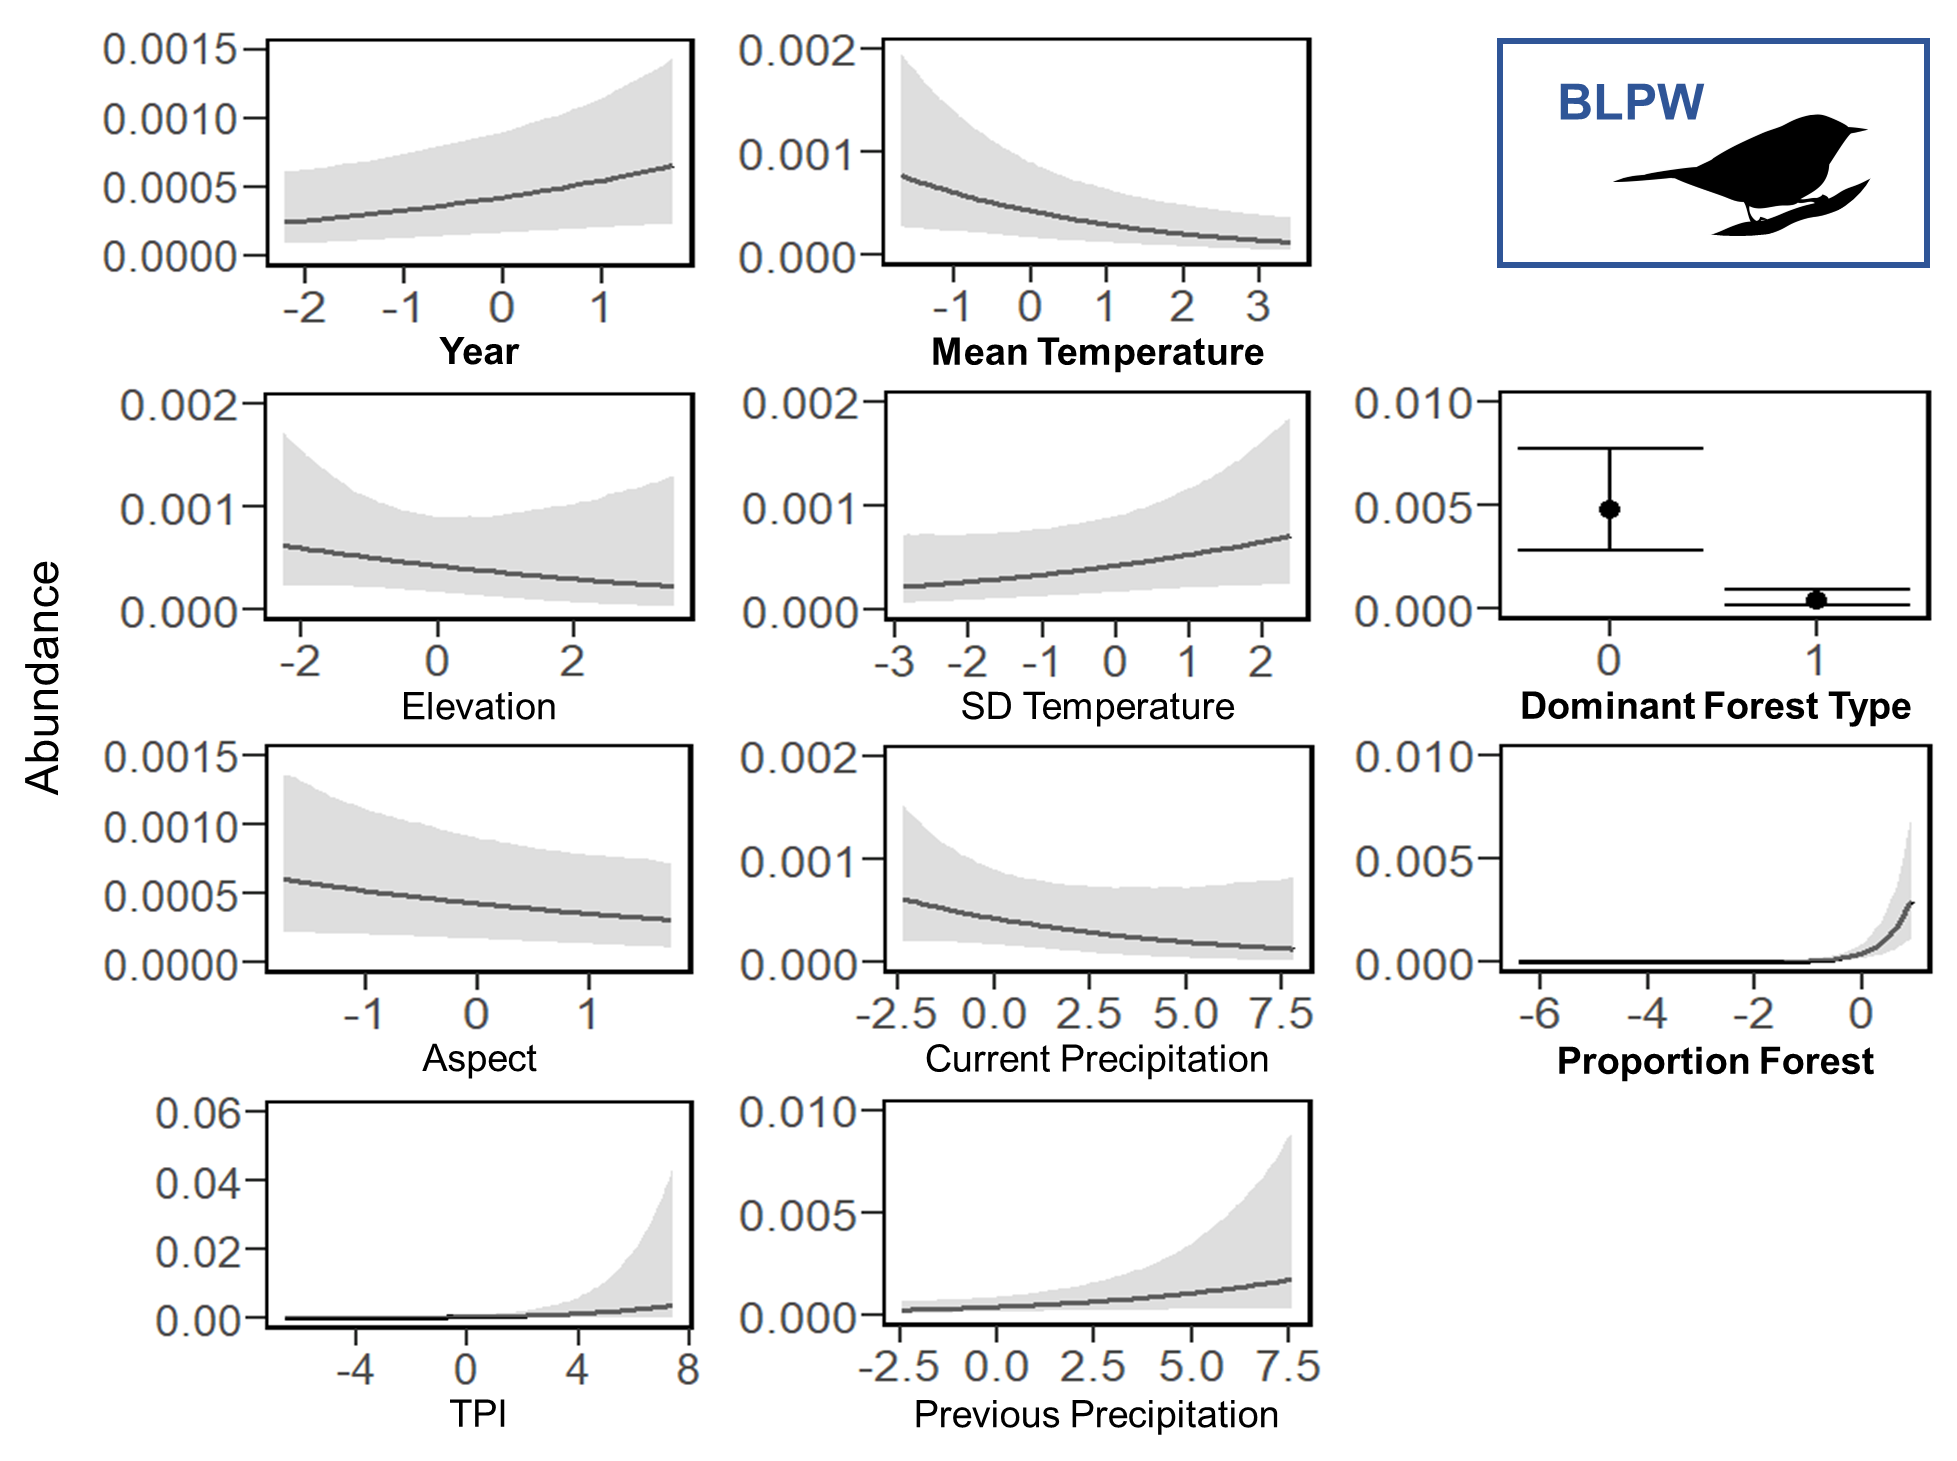 Abundance
0.0015
0.0010
0.0005
0.0000
-2 -1 0 1
Year
0.002
0.001
0.000
-1 0 1 2 3
Mean Temperature
BLPW
0.002
0.001
0.000
-2 0 2
Elevation
0.002
0.001
0.000
-3 -2 -1 0 1 2
SD Temperature
0.010
0.005
0.000
0 1
Dominant Forest Type
0.0015
0.0010
0.0005
0.0000
-1 0 1
Aspect
0.002
0.001
0.000
-2.5 0.0 2.5 5.0 7.5
Current Precipitation
0.010
0.005
0.000
-6 -4 -2 0
Proportion Forest
0.06
0.04
0.02
0.00
-4 0 4 8
TPI
0.010
0.005
0.000
-2.5 0.0 2.5 5.0 7.5
Previous Precipitation